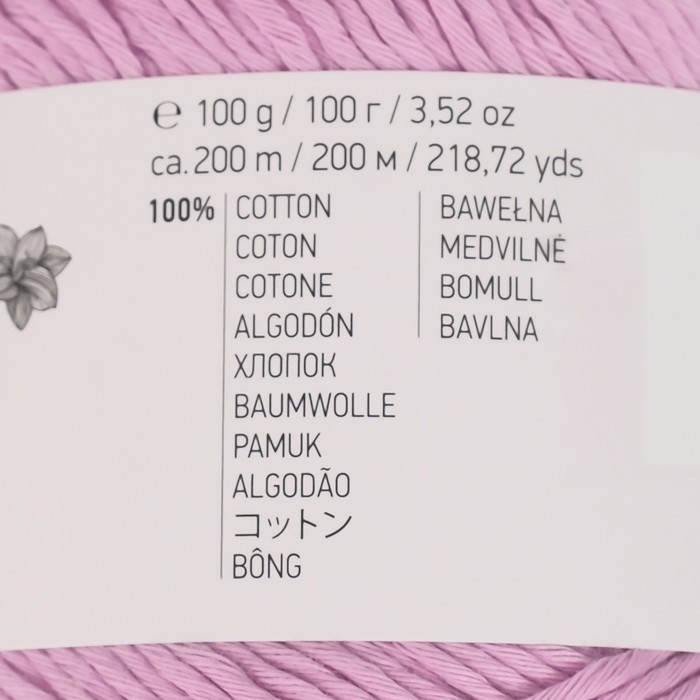 ℮ 100 g / 100 г / 3,52 oz
ca. 200 m / 200 м / 218,72 yds
100% COTTON
COTON
COTONE
ALGODÓN
ХЛОПОК
BAUMWOLLE
PAMUK
ALGODÃO
コットン
BÔNG
BAWEŁNA
MEDVILNĖ
BOMULL
BAVLNA